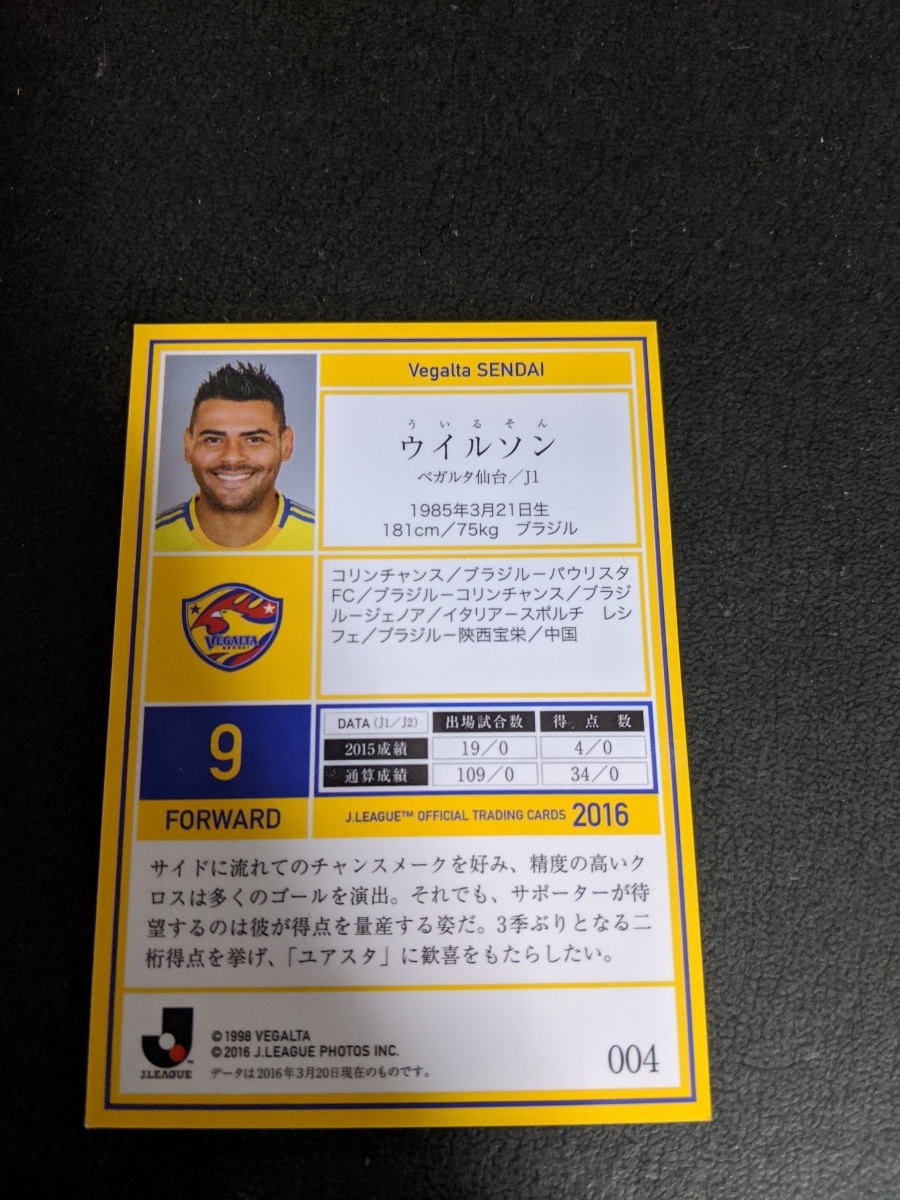 Vegalta SENDAI
ういるそん
ウイルソン
ベガルタ仙台／J1
1985年3月21日生
181cm／75kg　ブラジル
コリンチャンス／ブラジルーパウリスタ
FC／ブラジルーコリンチャンス／ブラジ
ルージェノア／イタリアースポルチ　レシ
フェ／ブラジルー陝西宝栄／中国
VEGALTA
SENDAI
9
FORWARD
DATA（J1／J2） 出場試合数 得点数
2015成績 19／0 4／0
通算成績 109／0 34／0
J.LEAGUE™ OFFICIAL TRADING CARDS 2016
サイドに流れてのチャンスメークを好み、精度の高いク
ロスは多くのゴールを演出。それでも、サポーターが待
望するのは彼が得点を量産する姿だ。3季ぶりとなる二
桁得点を挙げ、「ユアスタ」に歓喜をもたらしたい。
J.LEAGUE™
©1998 VEGALTA
©2016 J.LEAGUE PHOTOS INC.
データは2016年3月20日現在のものです。
004